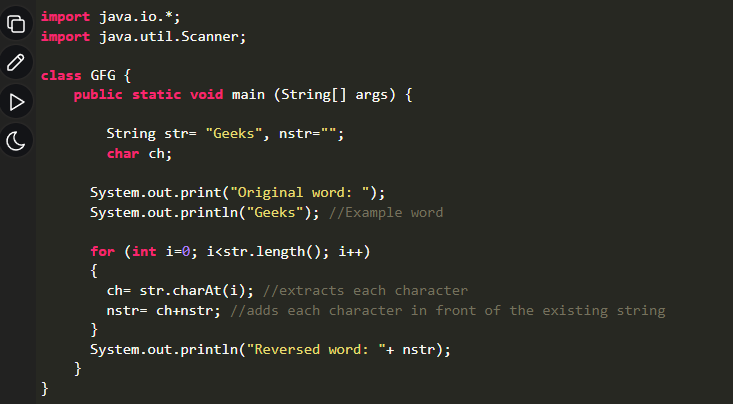 import java.io.*;
import java.util.Scanner;
class GFG {
public static void main (String[] args) {
String str= "Geeks", nstr="";
char ch;
System.out.print("Original word: ");
System.out.println("Geeks"); //Example word
for (int i=0; i<str.length(); i++)
{
ch= str.charAt(i); //extracts each character
nstr= ch+nstr; //adds each character in front of the existing string
}
System.out.println("Reversed word: "+ nstr);
}
}